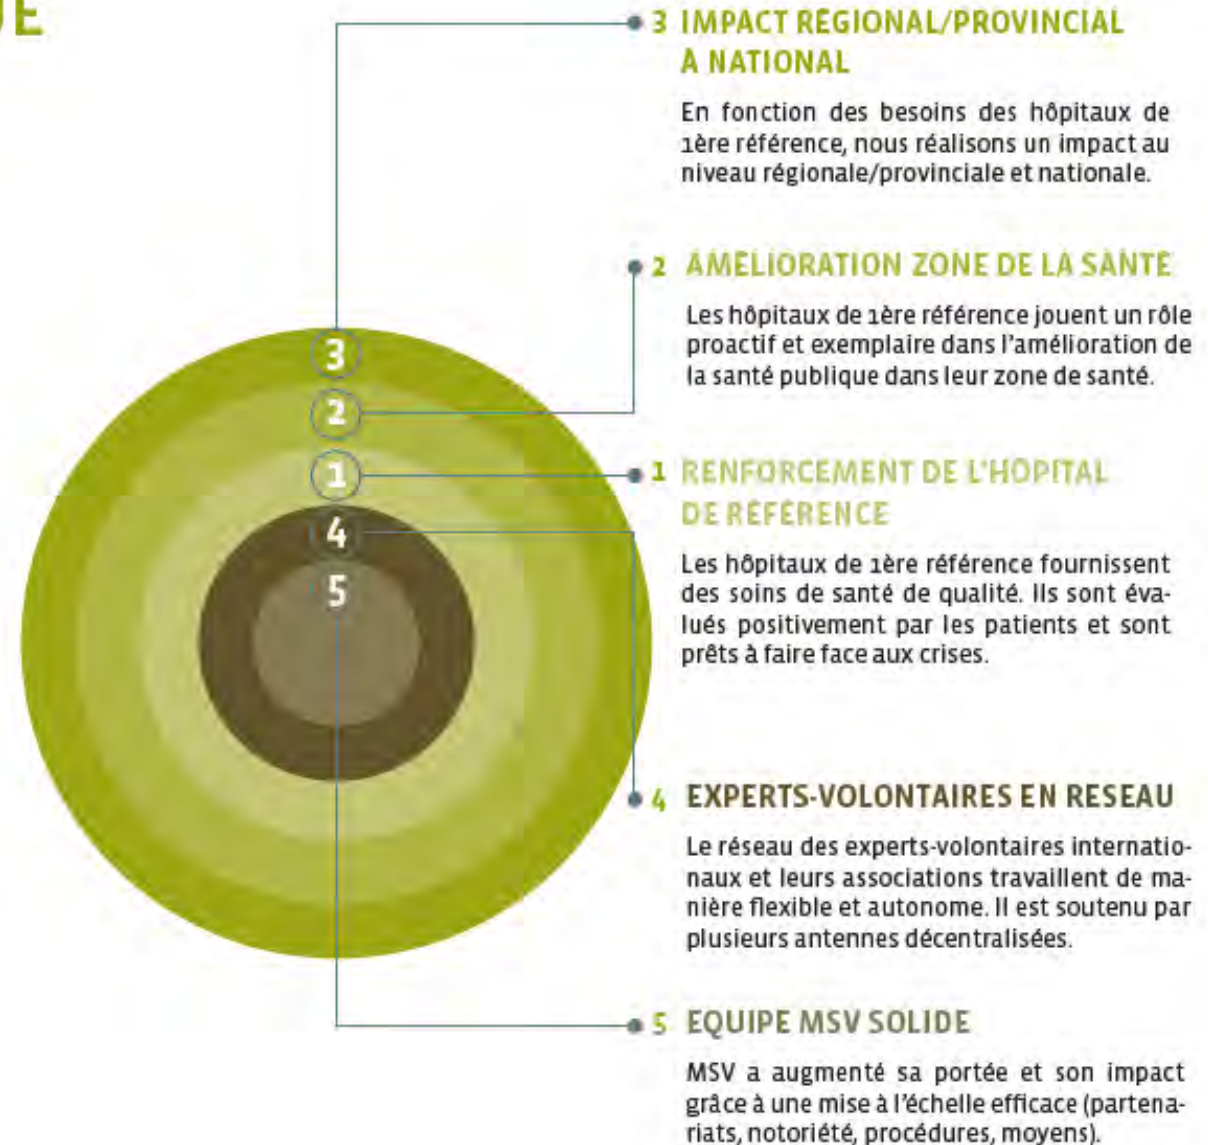 UE
3 IMPACT RÉGIONAL/PROVINCIAL
À NATIONAL
En fonction des besoins des hôpitaux de
1ère référence, nous réalisons un impact au
niveau régionale/provinciale et nationale.
2 AMÉLIORATION ZONE DE LA SANTÉ
Les hôpitaux de 1ère référence jouent un rôle
proactif et exemplaire dans l'amélioration de
la santé publique dans leur zone de santé.
1 RENFORCEMENT DE L'HÔPITAL
DE RÉFÉRENCE
Les hôpitaux de 1ère référence fournissent
des soins de santé de qualité. Ils sont éva-
lués positivement par les patients et sont
prêts à faire face aux crises.
4 EXPERTS-VOLONTAIRES EN RESEAU
Le réseau des experts-volontaires internatio-
naux et leurs associations travaillent de ma-
nière flexible et autonome. Il est soutenu par
plusieurs antennes décentralisées.
5 EQUIPE MSV SOLIDE
MSV a augmenté sa portée et son impact
grâce à une mise à l'échelle efficace (partena-
riats, notoriété, procédures, moyens).
3
2
1
4
5